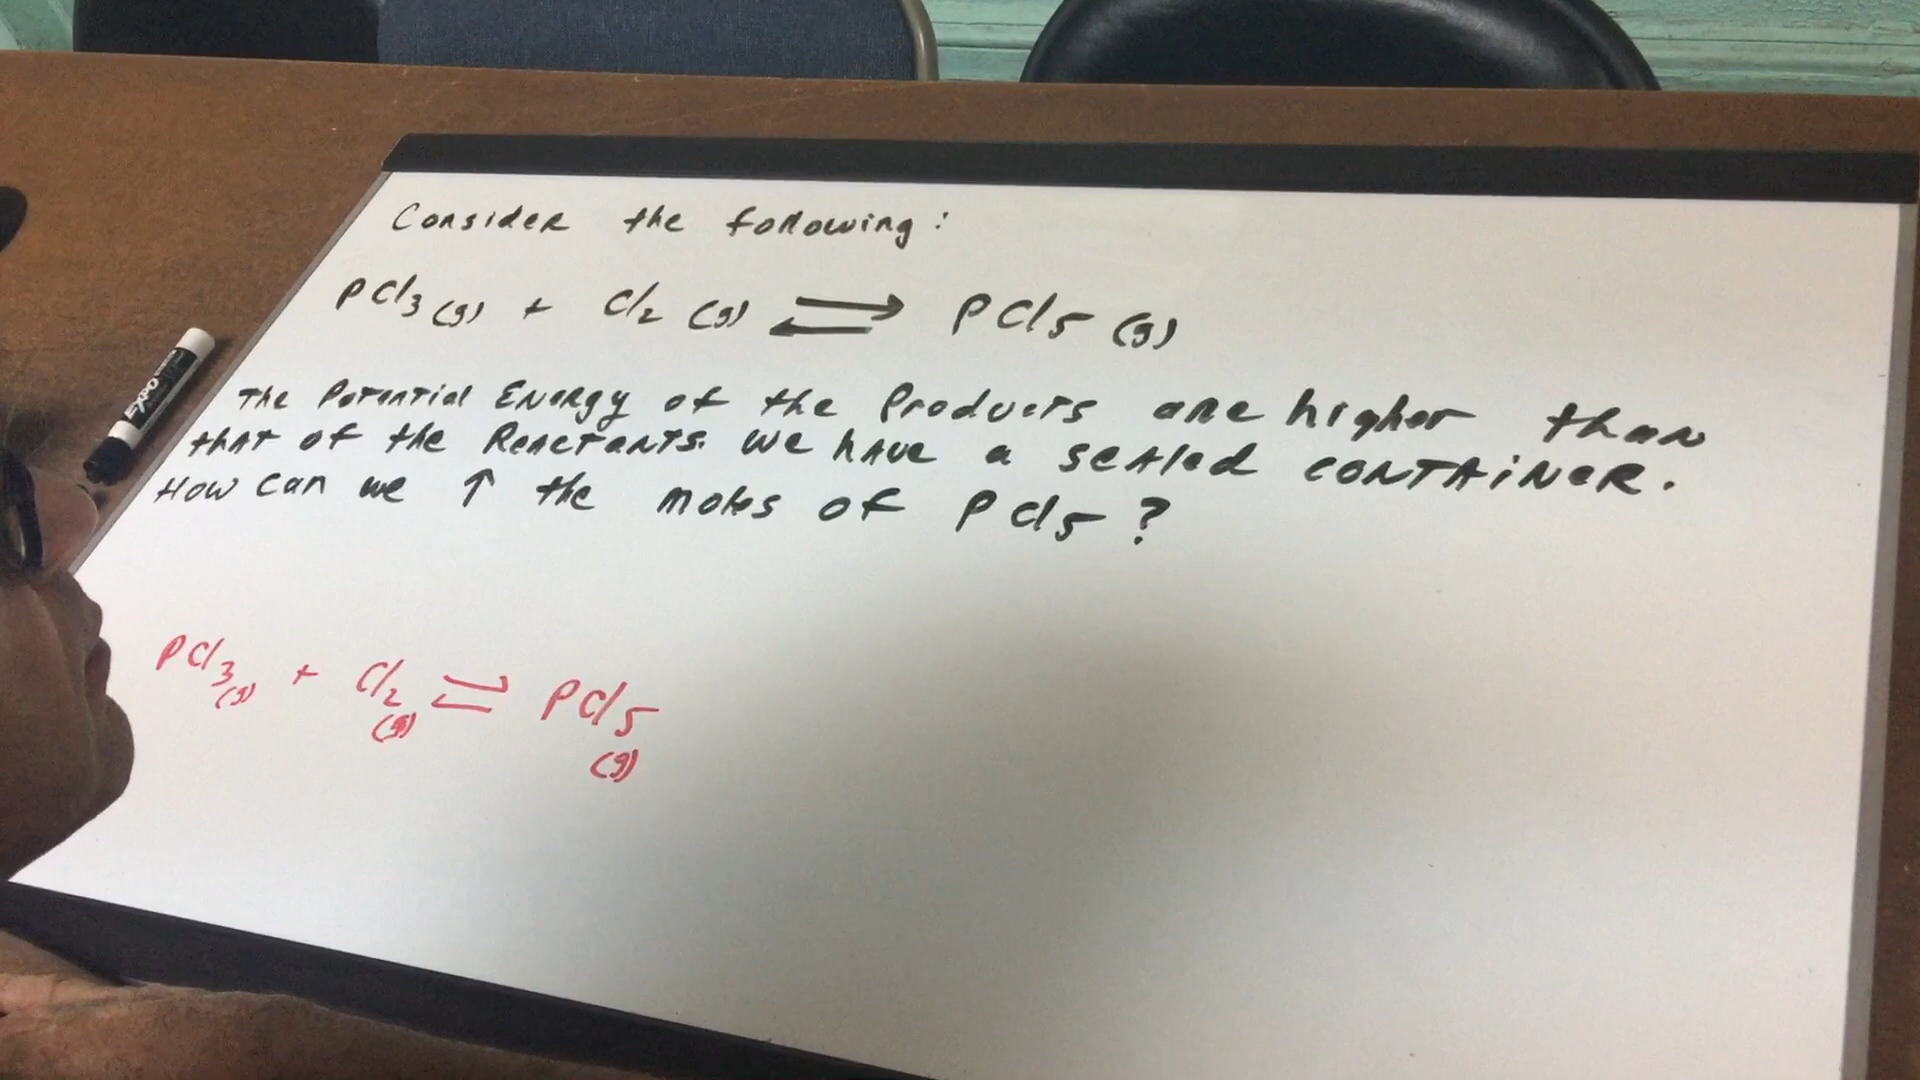 Consider the following:
PCl3 (g) + Cl2 (g) ⇌ PCl5 (g)
The Potential Energy of the Products are higher than
that of the Reactants. We have a sealed CONTAINER.
How can we ↑ the moles of PCl5?
EXPO
PCl3 (g) + Cl2 (g) ⇌ PCl5 (g)